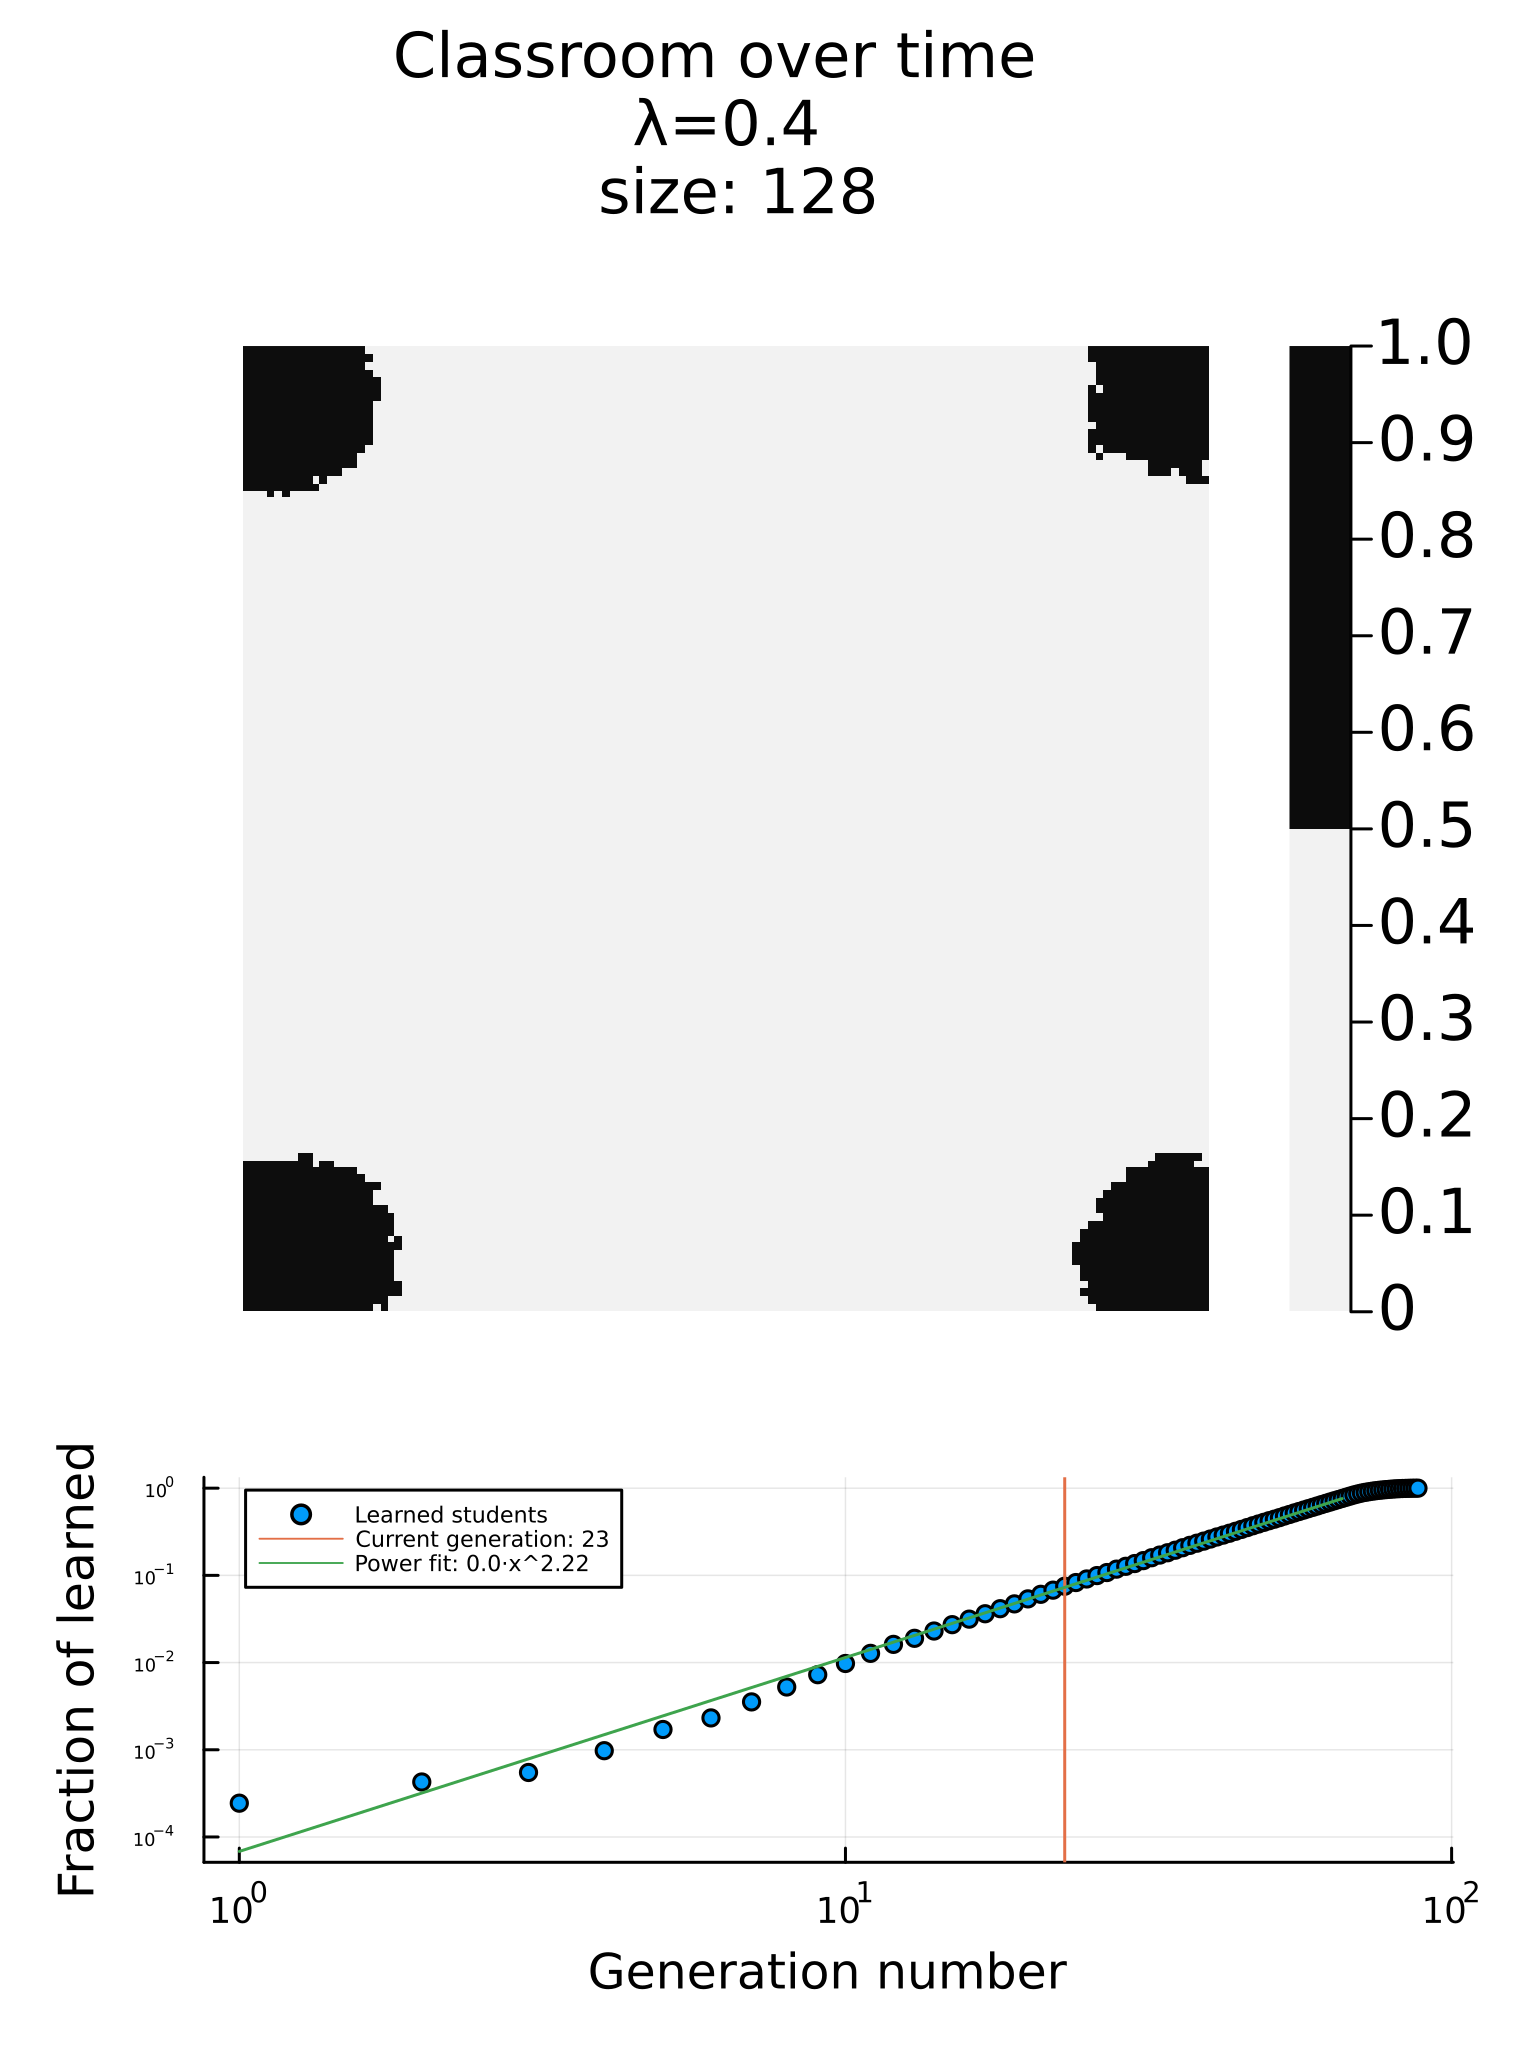 Classroom over time
λ=0.4
size: 128
1.0
0.9
0.8
0.7
0.6
0.5
0.4
0.3
0.2
0.1
0
Fraction of learned
10⁰
10⁻¹
10⁻²
10⁻³
10⁻⁴
Learned students
Current generation: 23
Power fit: 0.0·x^2.22
10⁰ 10¹ 10²
Generation number